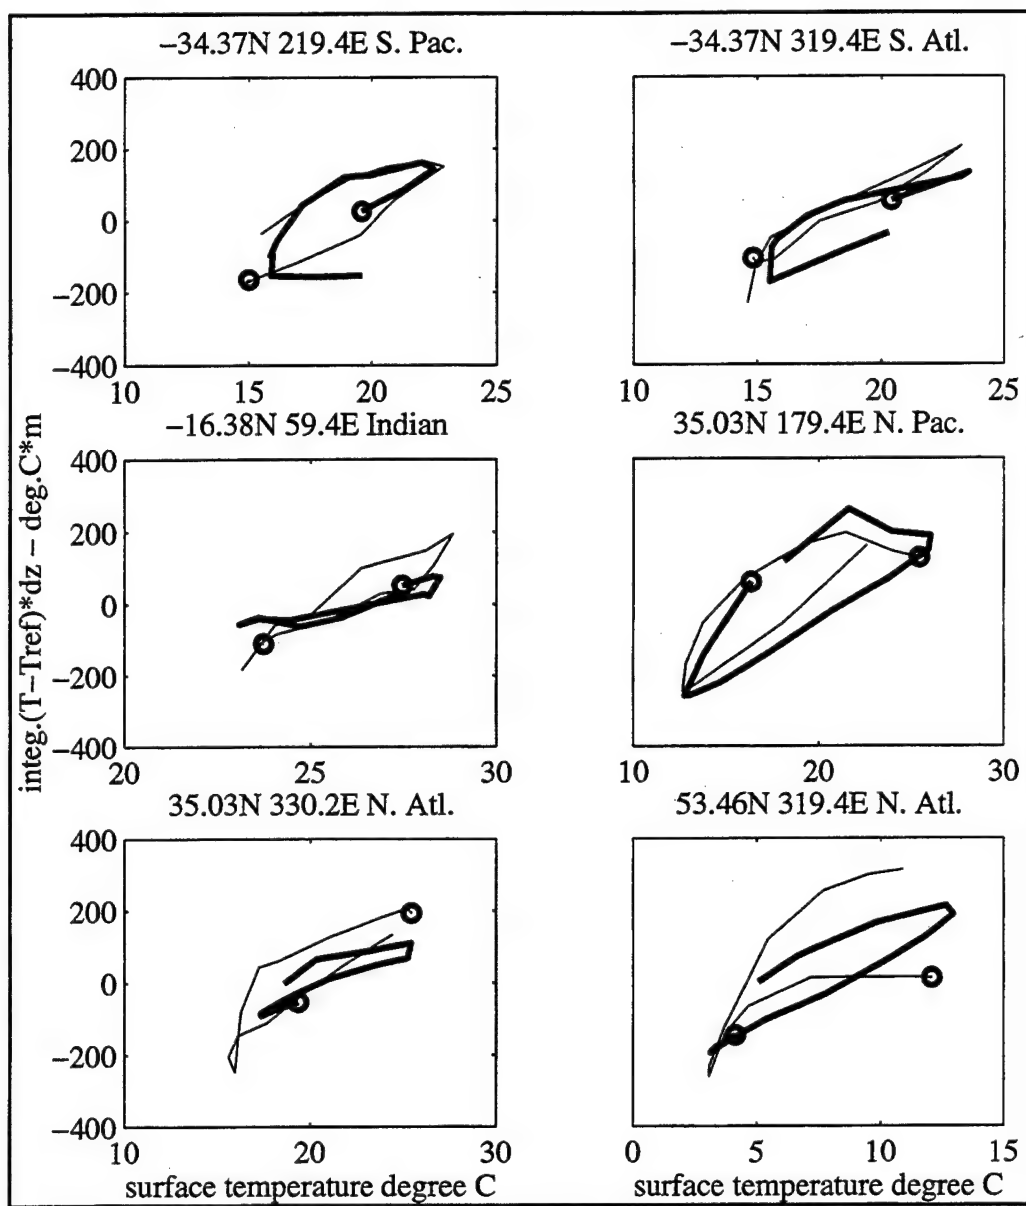 −34.37N 219.4E S. Pac.
−34.37N 319.4E S. Atl.
400
200
0
−200
−400
10 15 20 25
10 15 20 25
−16.38N 59.4E Indian
35.03N 179.4E N. Pac.
integ.(T−Tref)*dz − deg.C*m
400
200
0
−200
−400
20 25 30
10 20 30
35.03N 330.2E N. Atl.
53.46N 319.4E N. Atl.
400
200
0
−200
−400
10 20 30
0 5 10 15
surface temperature degree C
surface temperature degree C